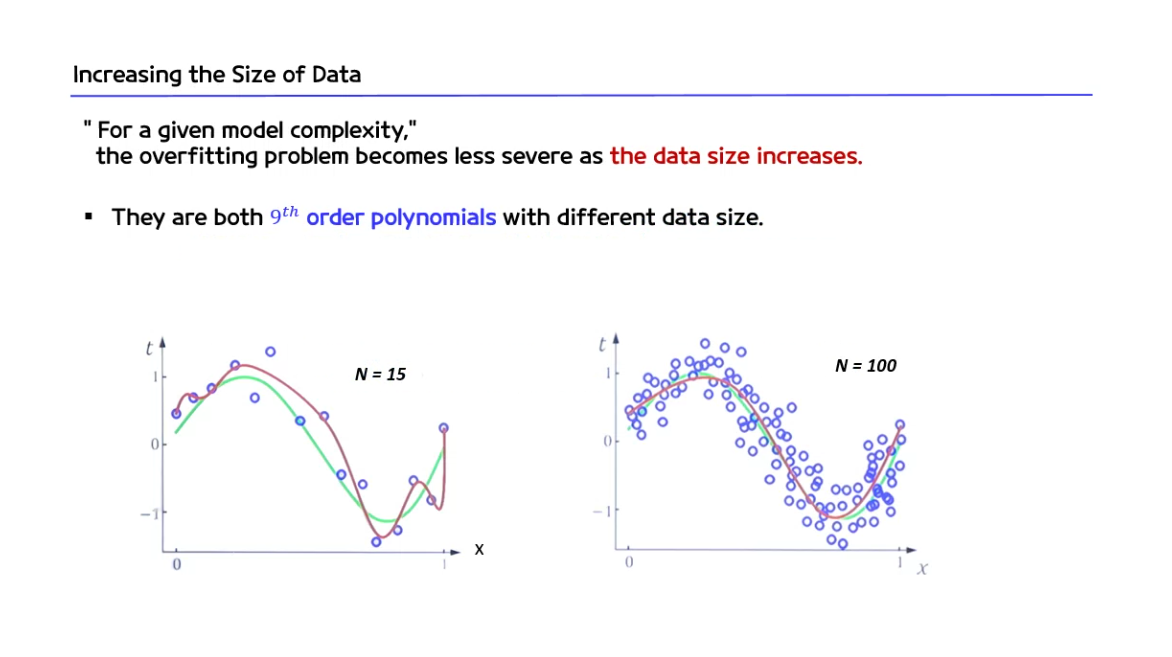 Increasing the Size of Data
" For a given model complexity,"
the overfitting problem becomes less severe as the data size increases.
▪ They are both 9th order polynomials with different data size.
t
1
0
−1
0
1
x
N = 15
t
1
0
−1
0
1
x
N = 100